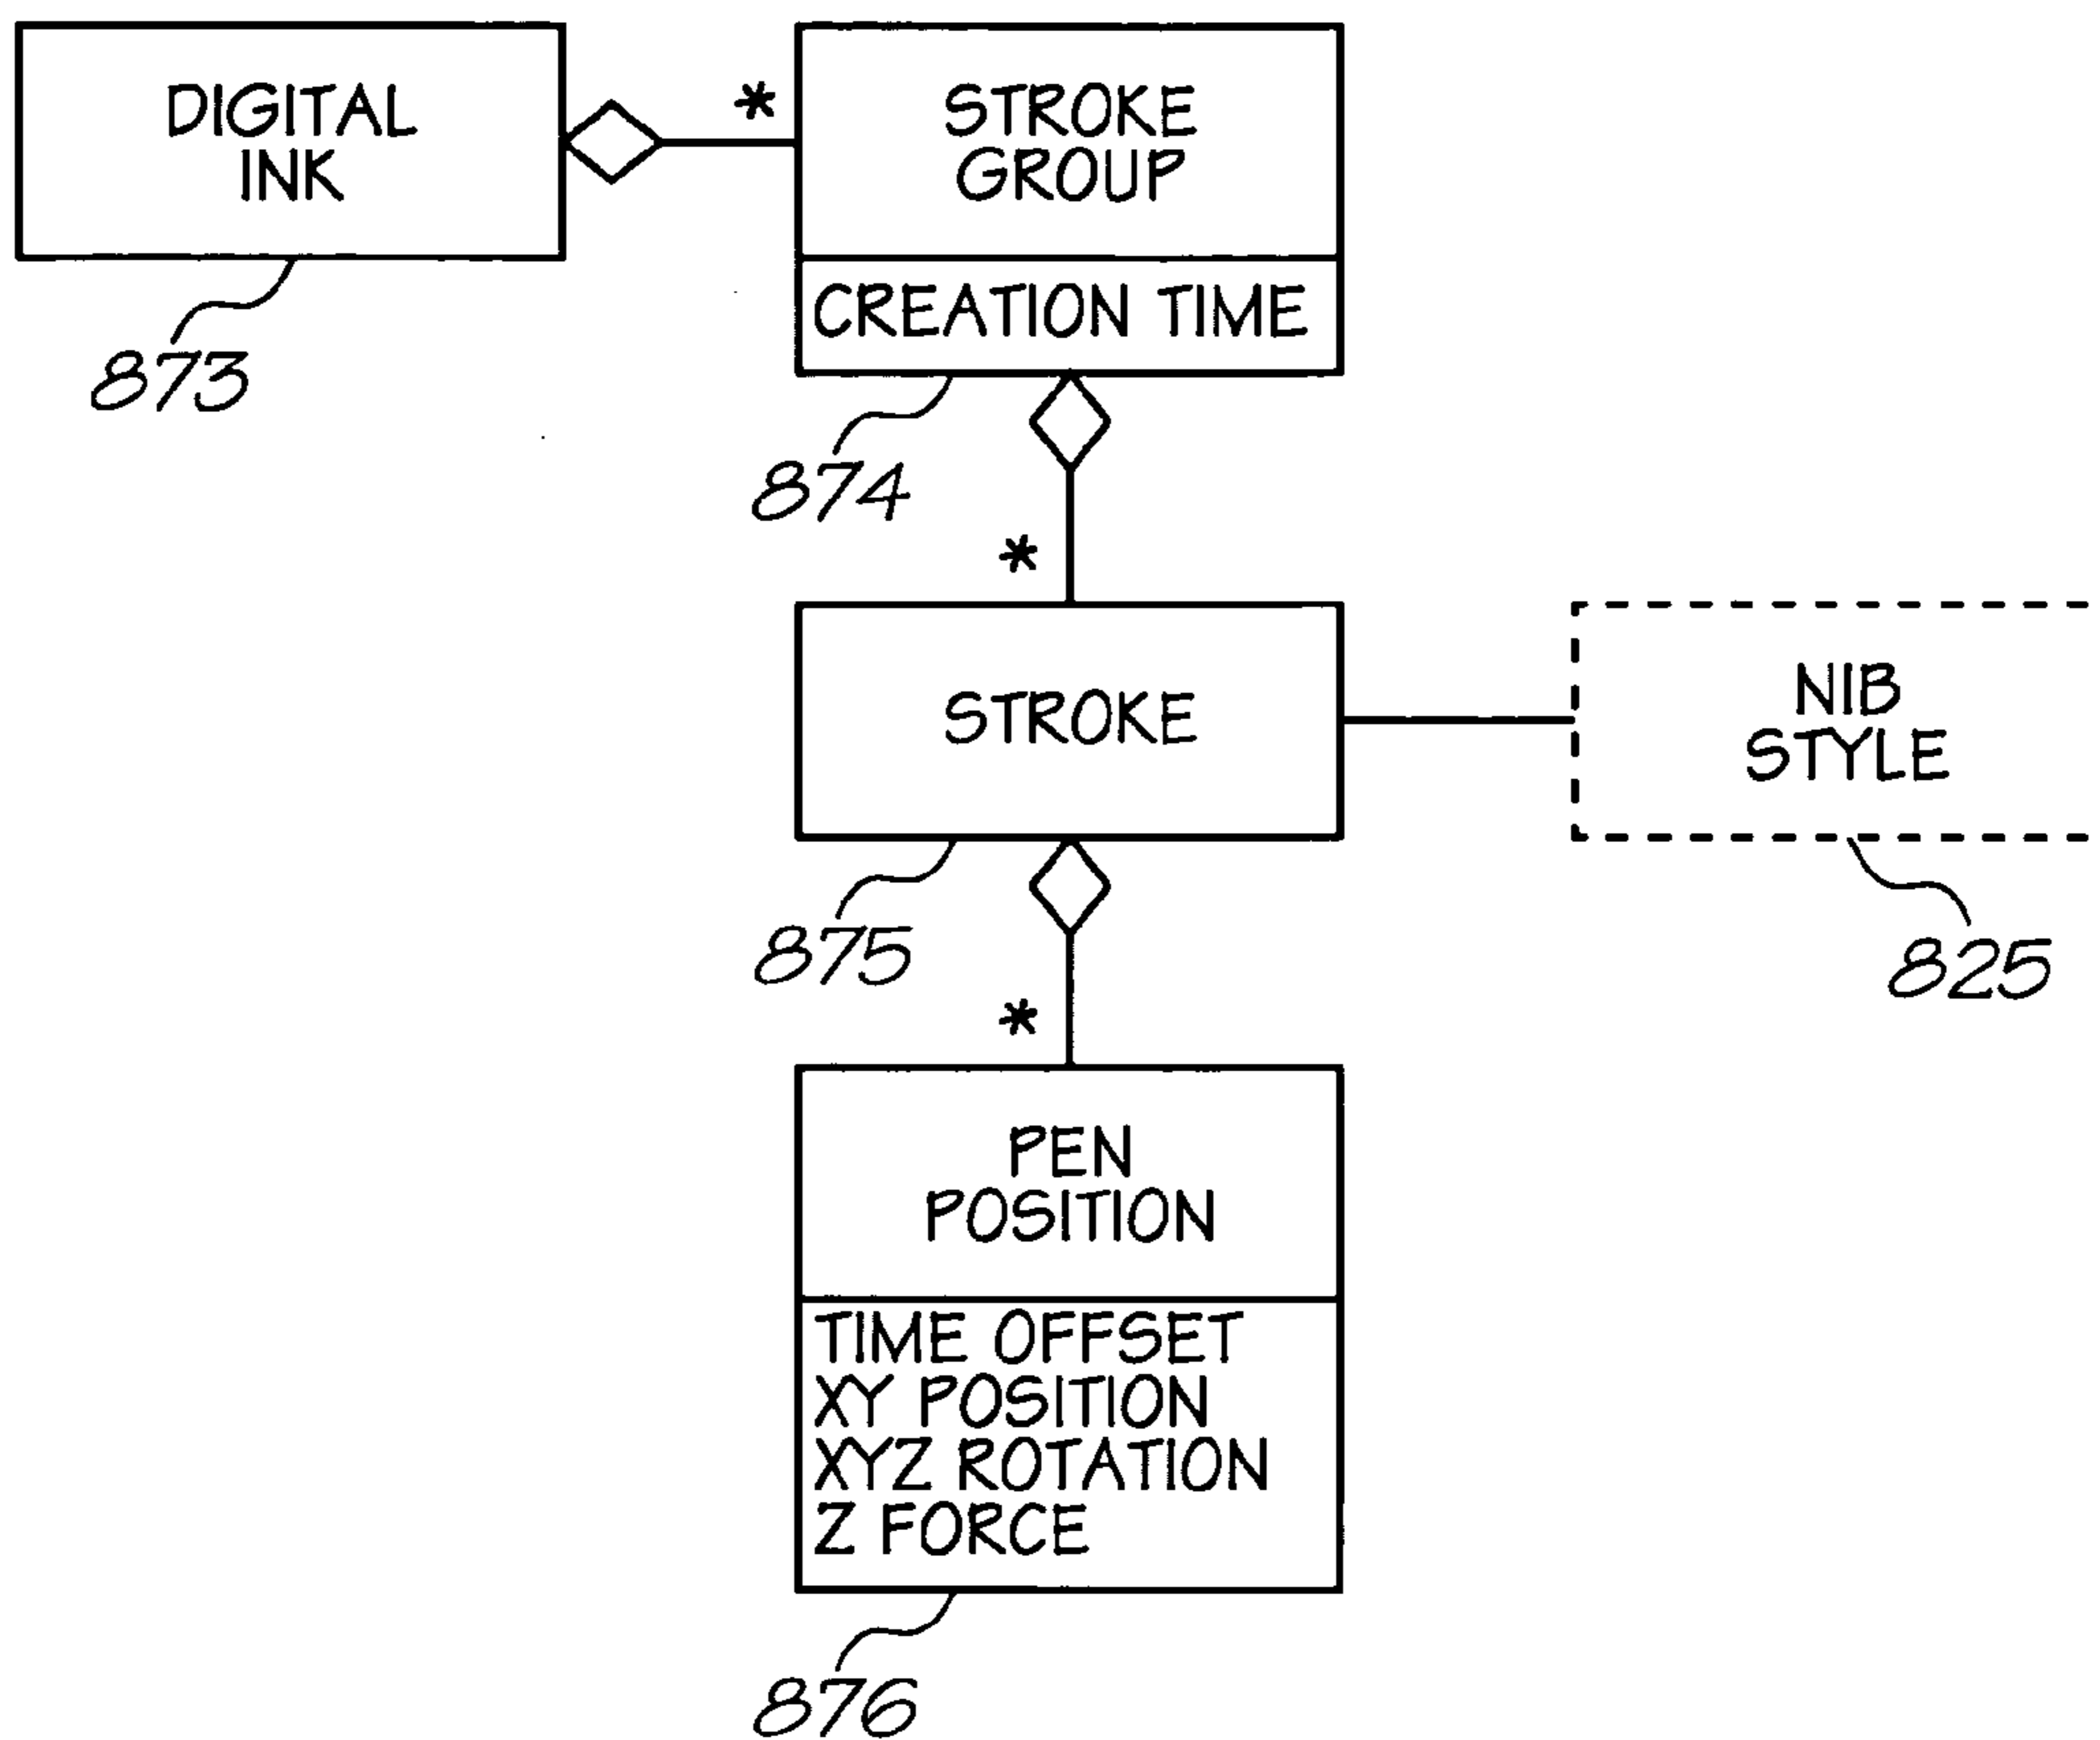 DIGITAL
INK
873
*
STROKE
GROUP
CREATION TIME
874
*
STROKE
875
NIB
STYLE
825
*
PEN
POSITION
TIME OFFSET
XY POSITION
XYZ ROTATION
Z FORCE
876